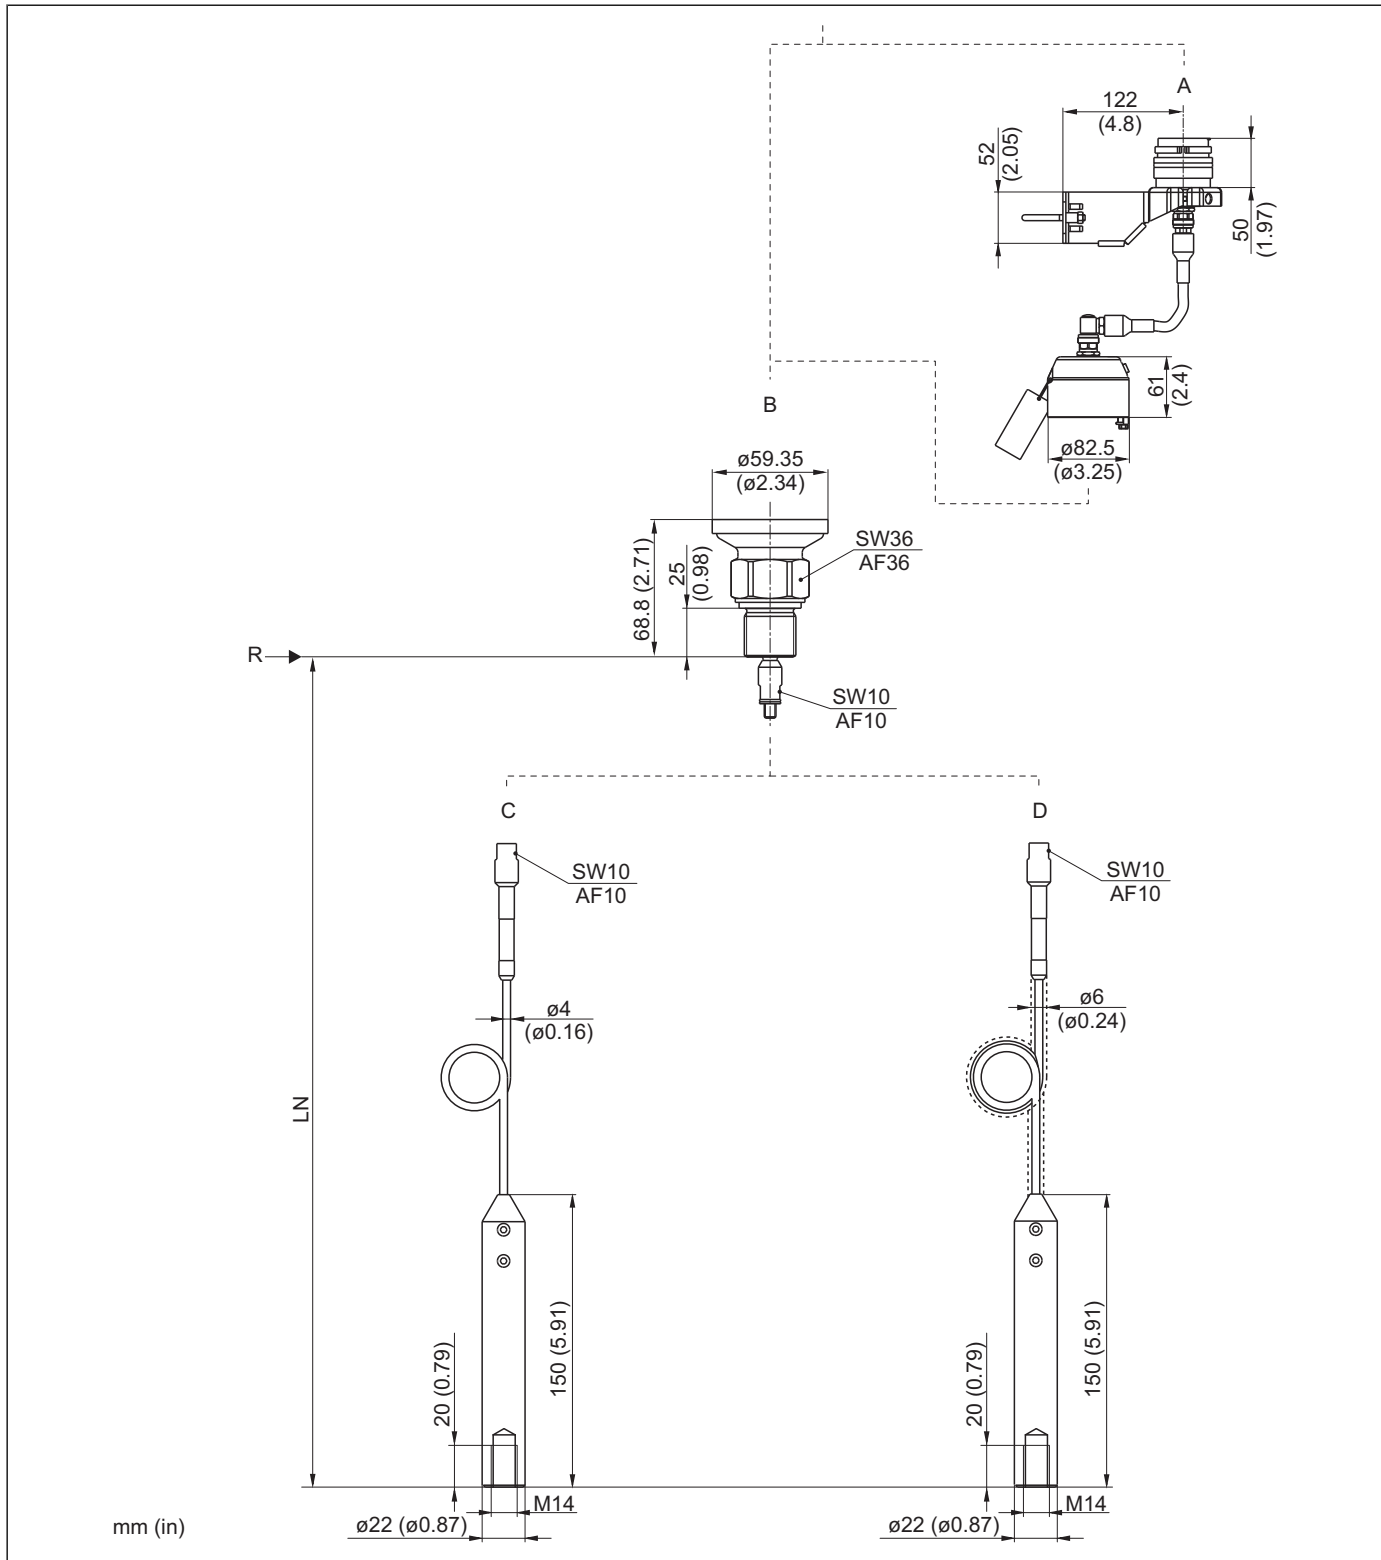 A
122
(4.8)
52
(2.05)
50
(1.97)
61
(2.4)
ø82.5
(ø3.25)
B
ø59.35
(ø2.34)
68.8 (2.71)
25
(0.98)
SW36
AF36
R
SW10
AF10
C
D
SW10
AF10
SW10
AF10
ø4
(ø0.16)
ø6
(ø0.24)
LN
150 (5.91)
20 (0.79)
M14
ø22 (ø0.87)
150 (5.91)
20 (0.79)
M14
ø22 (ø0.87)
mm (in)